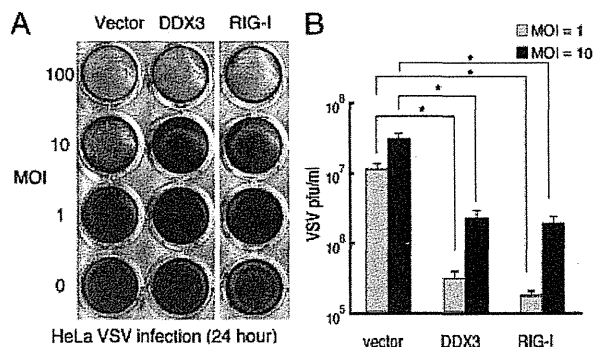 A
Vector DDX3 RIG-I
100
10
MOI
1
0
HeLa VSV infection (24 hour)
B
MOI = 1
MOI = 10
* 
*
*
*
10⁸
10⁷
10⁶
10⁵
VSV pfu/ml
vector DDX3 RIG-I